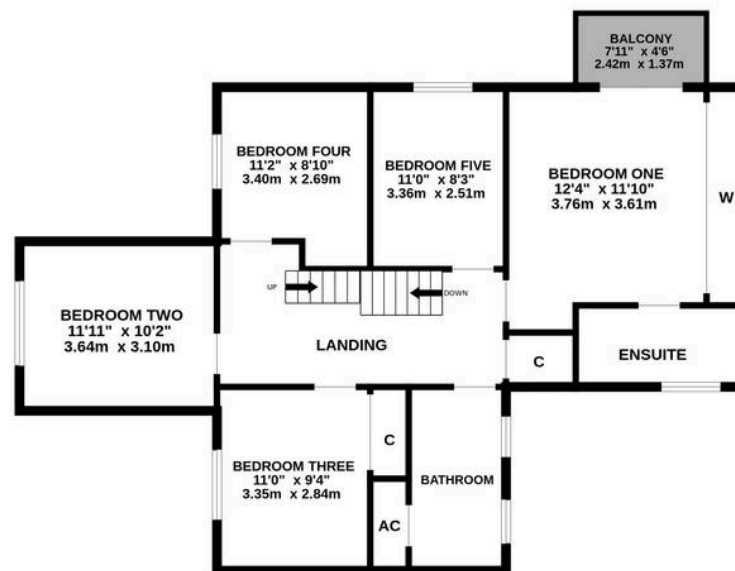 BALCONY
7'11" x 4'6"
2.42m x 1.37m
BEDROOM FOUR
11'2" x 8'10"
3.40m x 2.69m
BEDROOM FIVE
11'0" x 8'3"
3.36m x 2.51m
BEDROOM ONE
12'4" x 11'10"
3.76m x 3.61m
W
BEDROOM TWO
11'11" x 10'2"
3.64m x 3.10m
UP
DOWN
LANDING
C
ENSUITE
BEDROOM THREE
11'0" x 9'4"
3.35m x 2.84m
C
AC
BATHROOM